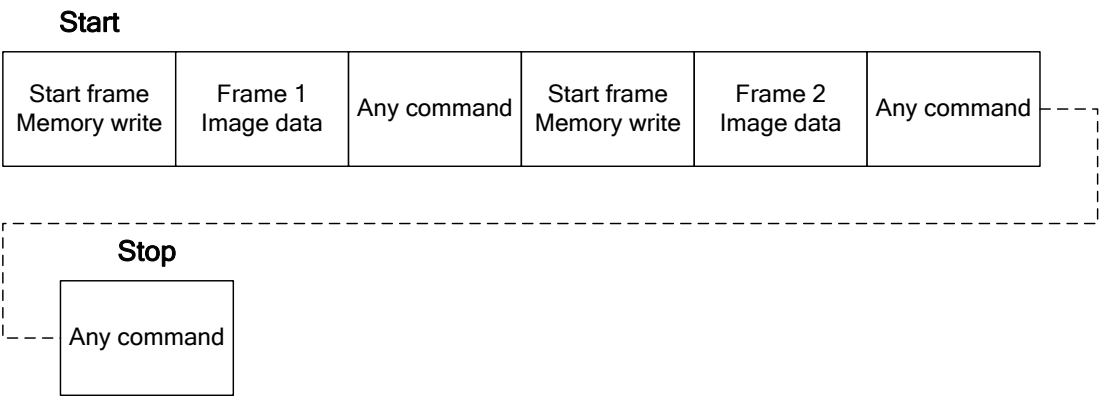 Start
Start frame
Memory write
Frame 1
Image data
Any command
Start frame
Memory write
Frame 2
Image data
Any command
Stop
Any command